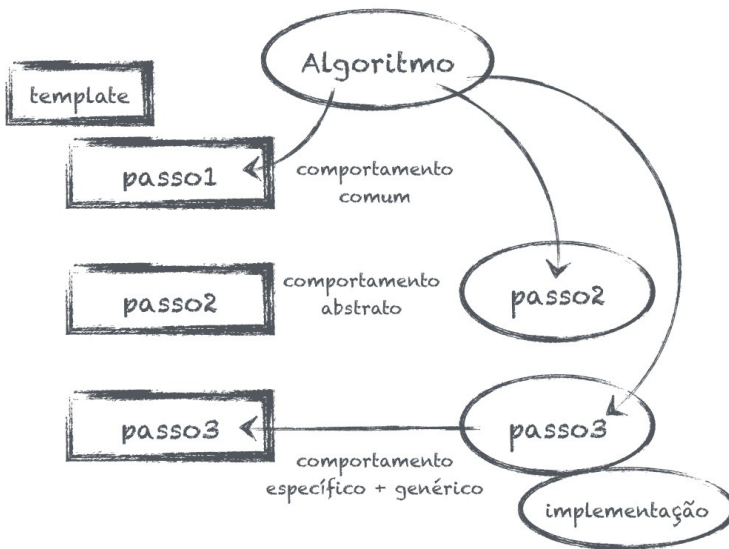 Algoritmo
template
passo1
comportamento
comum
passo2
comportamento
abstrato
passo2
passo3
passo3
comportamento
específico + genérico
implementação